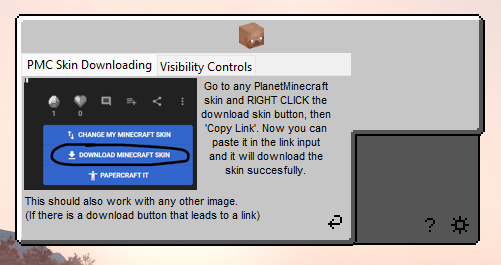 PMC Skin Downloading
Visibility Controls
1
0
CHANGE MY MINECRAFT SKIN
DOWNLOAD MINECRAFT SKIN
PAPERCRAFT IT
Go to any PlanetMinecraft
skin and RIGHT CLICK the
download skin button, then
'Copy Link'. Now you can
paste it in the link input
and it will download the
skin succesfully.
This should also work with any other image.
(If there is a download button that leads to a link)
?